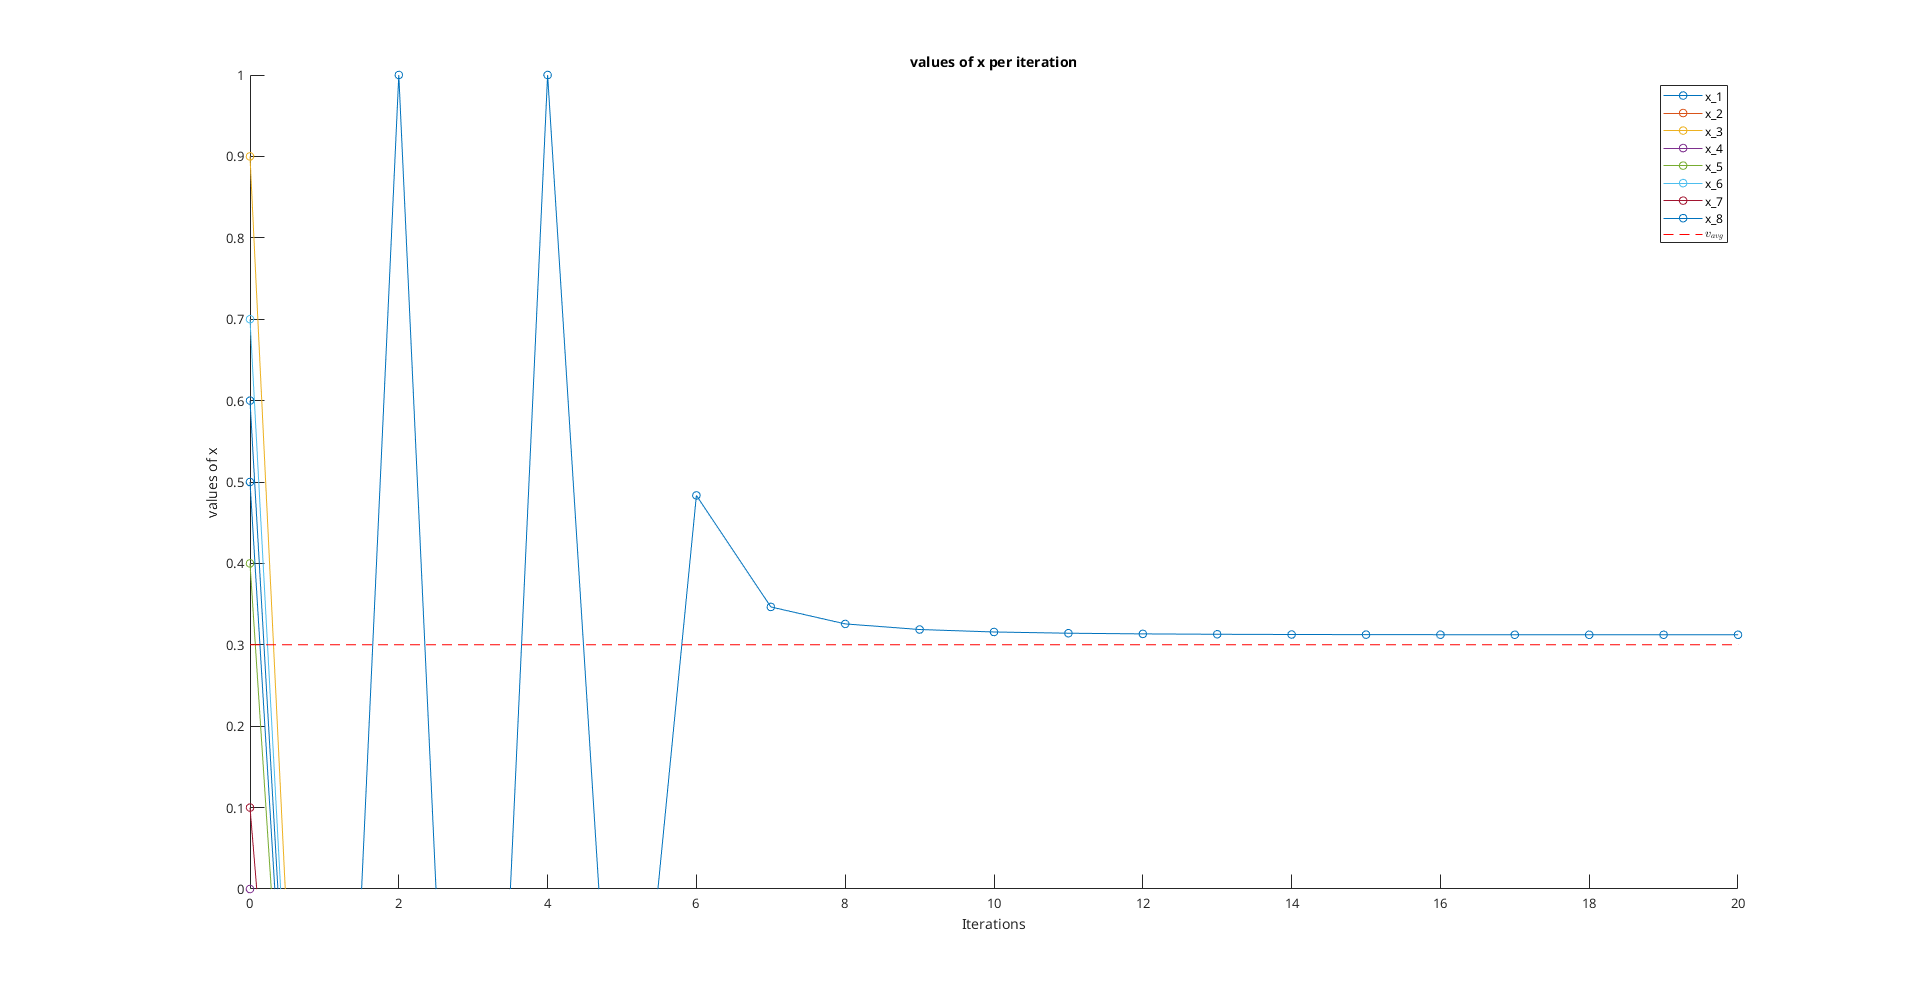 values of x per iteration
1
0.9
0.8
0.7
0.6
0.5
0.4
0.3
0.2
0.1
0
values of x
x_1
x_2
x_3
x_4
x_5
x_6
x_7
x_8
v_avg
0 2 4 6 8 10 12 14 16 18 20
Iterations